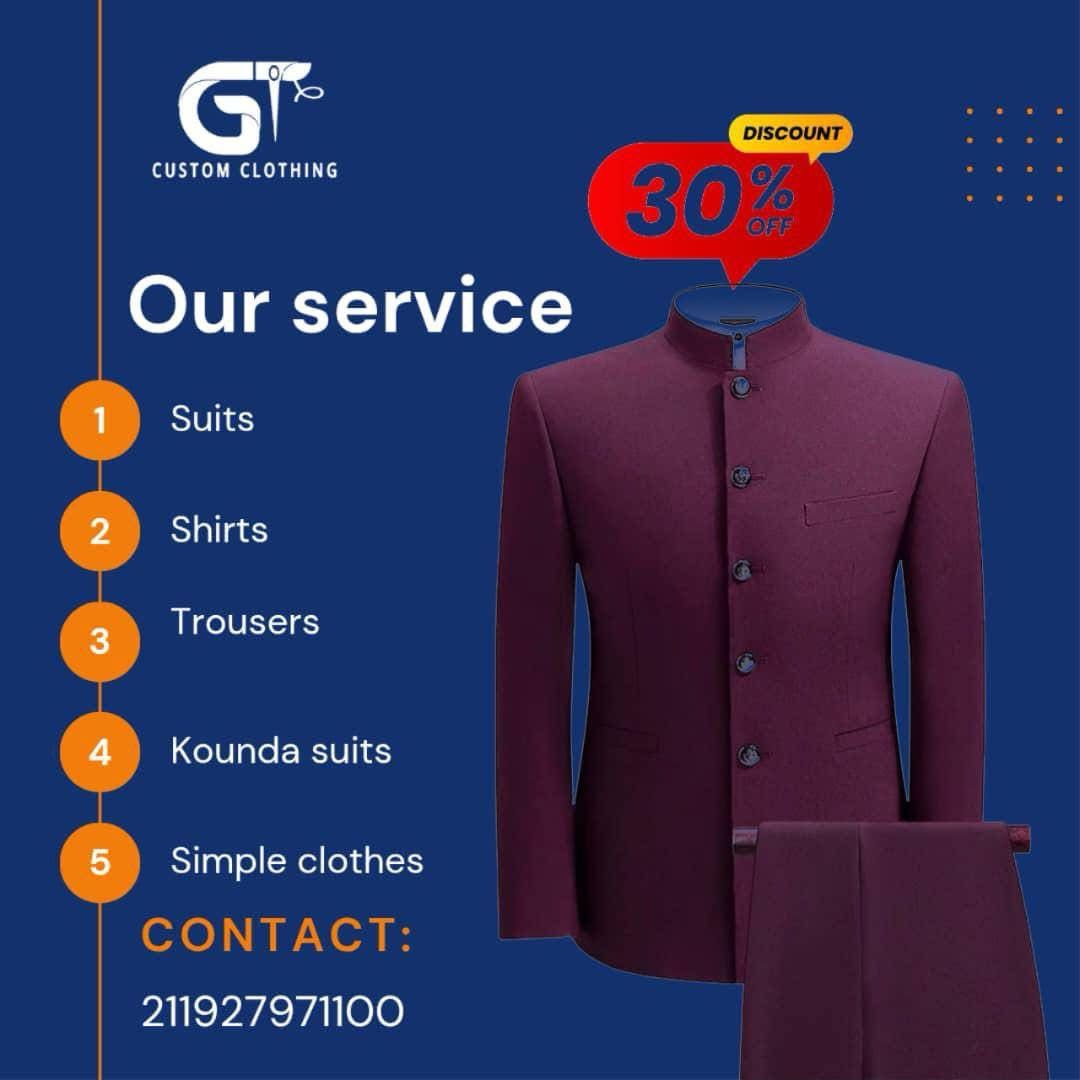 GT
CUSTOM CLOTHING
DISCOUNT
30%
OFF
Our service
1
Suits
2
Shirts
3
Trousers
4
Kounda suits
5
Simple clothes
CONTACT:
211927971100